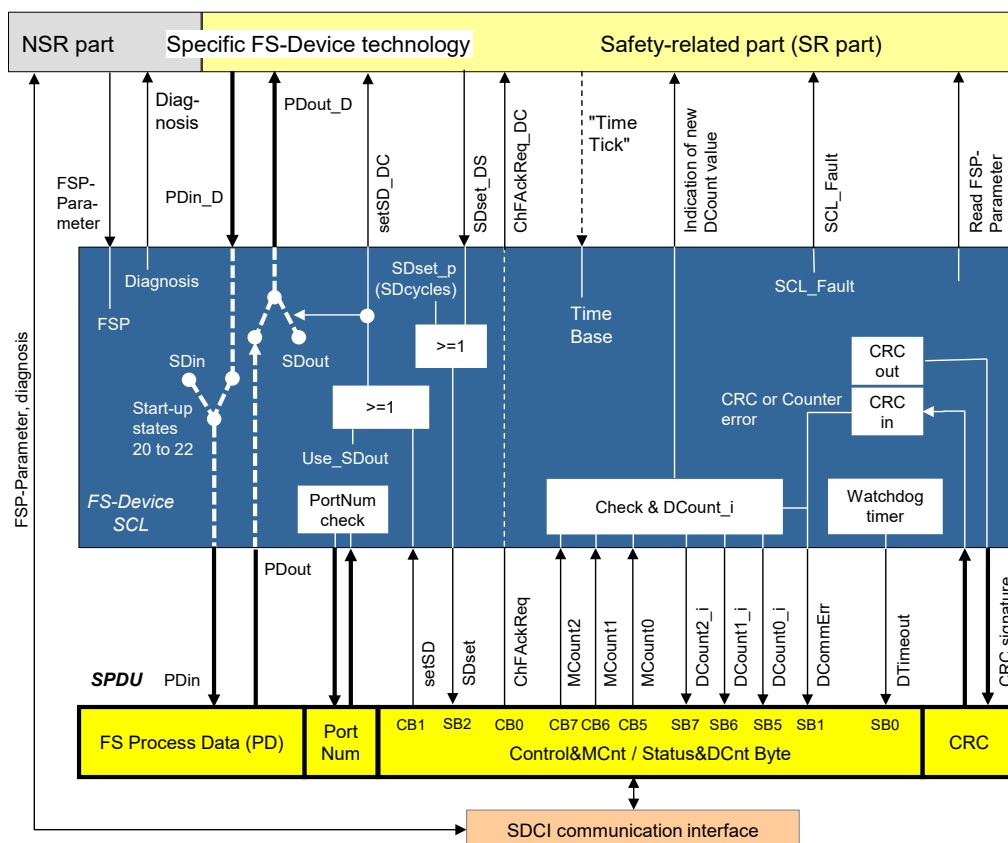 NSR part
Specific FS-Device technology
Safety-related part (SR part)
Diag-
nosis
PDout_D
"Time
Tick"
FSP-
Para-
meter
PDin_D
setSD_DC
SDset_DS
ChFAckReq_DC
Indication of new
DCount value
SCL_Fault
Read FSP-
Parameter
Diagnosis
FSP
SDset_p
(SDcycles)
Time
Base
SCL_Fault
>=1
SDin
SDout
CRC
out
>=1
CRC or Counter
error
CRC
in
Start-up
states
20 to 22
Use_SDout
FS-Device
SCL
PortNum
check
Check & DCount_i
Watchdog
timer
FSP-Parameter, diagnosis
PDout
SPDU
PDin
setSD
SDset
ChFAckReq
MCount2
MCount1
MCount0
DCount2_i
DCount1_i
DCount0_i
DCommErr
DTimeout
CRC signature
FS Process Data (PD)
Port
Num
CB1
SB2
CB0
CB7
CB6
CB5
SB7
SB6
SB5
SB1
SB0
Control&MCnt / Status&DCnt Byte
CRC
SDCI communication interface